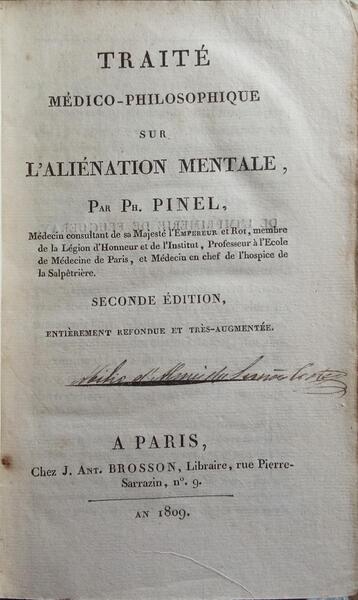 TRAITÉ
MÉDICO-PHILOSOPHIQUE
SUR
L'ALIÉNATION MENTALE,
PAR PH. PINEL,
Médecin consultant de sa Majesté l'EMPEREUR et ROI, membre
de la Légion d'Honneur et de l'Institut, Professeur à l'Ecole
de Médecine de Paris, et Médecin en chef de l'hospice de
la Salpêtrière.
SECONDE ÉDITION,
ENTIÈREMENT REFONDUE ET TRÈS-AUGMENTÉE.
A PARIS,
Chez J. ANT. BROSSON, Libraire, rue Pierre-
Sarrazin, nº. 9.
AN 1809.